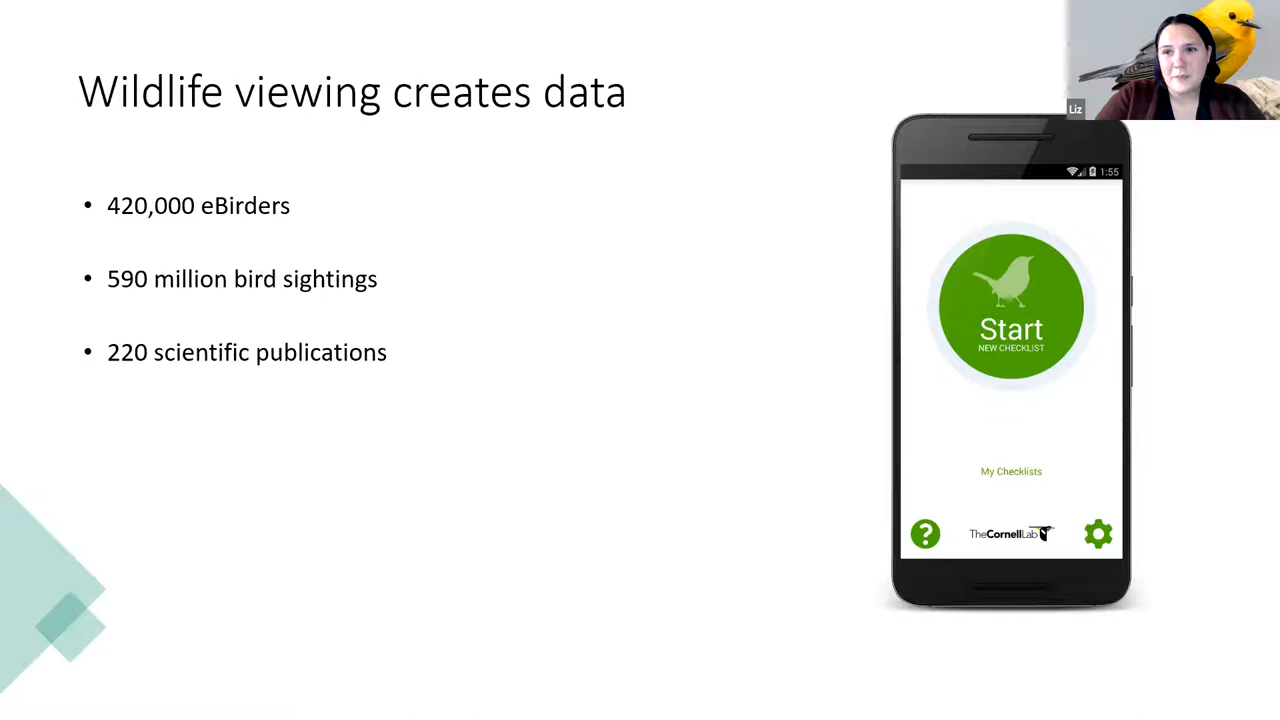 Wildlife viewing creates data
Liz
• 420,000 eBirders
• 590 million bird sightings
• 220 scientific publications
1:55
Start
NEW CHECKLIST
My Checklists
?
TheCornellLab